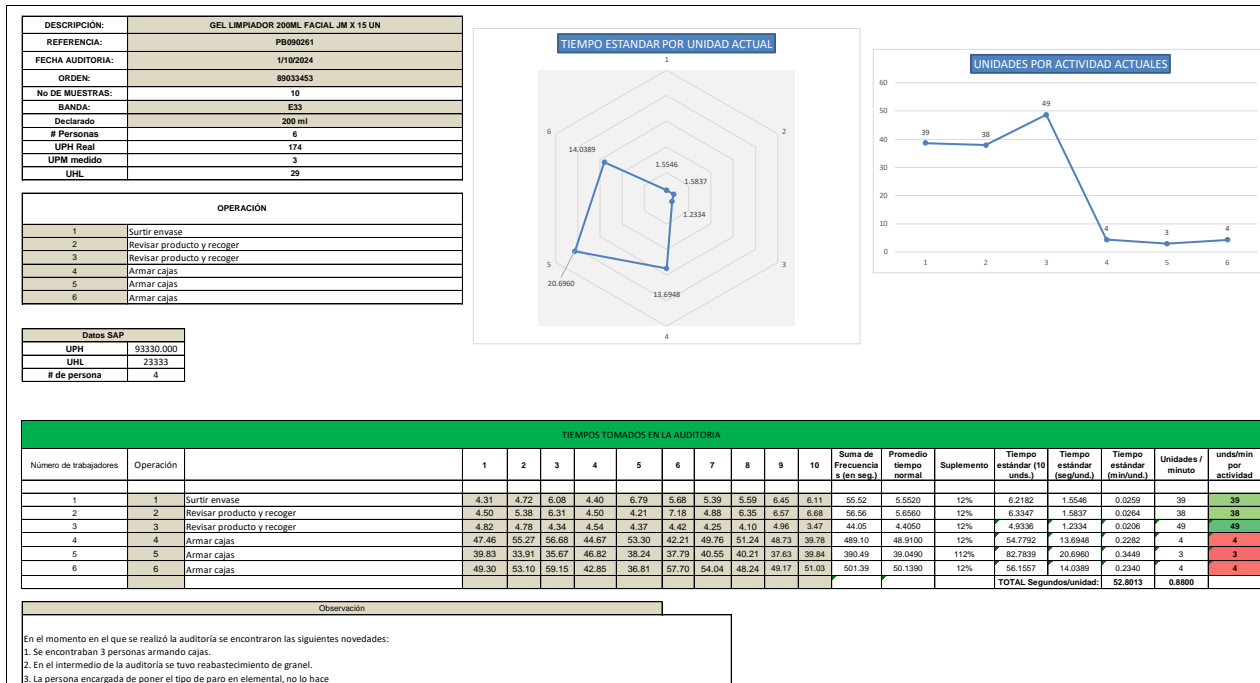 DESCRIPCIÓN: GEL LIMPIADOR 200ML FACIAL JM X 15 UN
REFERENCIA: PB090261
FECHA AUDITORIA: 1/10/2024
ORDEN: 89033453
No DE MUESTRAS: 10
BANDA: E33
Declarado 200 ml
# Personas 6
UPH Real 174
UPM medido 3
UHL 29
OPERACIÓN
1 Surtir envase
2 Revisar producto y recoger
3 Revisar producto y recoger
4 Armar cajas
5 Armar cajas
6 Armar cajas
Datos SAP
UPH 93330.000
UHL 23333
# de persona 4
TIEMPO ESTANDAR POR UNIDAD ACTUAL
1
6 2
14.0389 1.5546
1.5837
1.2334
5 3
20.6960
13.6948
4
UNIDADES POR ACTIVIDAD ACTUALES
60
50
40
30
20
10
0
39 38 49 4 3 4
1 2 3 4 5 6
TIEMPOS TOMADOS EN LA AUDITORIA
Número de trabajadores Operación 1 2 3 4 5 6 7 8 9 10 Suma de Frecuencia s (en seg.) Promedio tiempo normal Suplemento Tiempo estándar (10 unds.) Tiempo estándar (seg/und.) Tiempo estándar (min/und.) Unidades / minuto unds/min por actividad
1 1 Surtir envase 4.31 4.72 6.08 4.40 6.79 5.68 5.39 5.59 6.45 6.11 55.52 5.5520 12% 6.2182 1.5546 0.0259 39 39
2 2 Revisar producto y recoger 4.50 5.38 6.31 4.50 4.21 7.18 4.88 6.35 6.57 6.68 56.56 5.6560 12% 6.3347 1.5837 0.0264 38 38
3 3 Revisar producto y recoger 4.82 4.78 4.34 4.54 4.37 4.42 4.25 4.10 4.96 3.47 44.05 4.4050 12% 4.9336 1.2334 0.0206 49 49
4 4 Armar cajas 47.46 55.27 56.68 44.67 53.30 42.21 49.76 51.24 48.73 39.78 489.10 48.9100 12% 54.7792 13.6948 0.2282 4 4
5 5 Armar cajas 39.83 33.91 35.67 46.82 38.24 37.79 40.55 40.21 37.63 39.84 390.49 39.0490 112% 82.7839 20.6960 0.3449 3 3
6 6 Armar cajas 49.30 53.10 59.15 42.85 36.81 57.70 54.04 48.24 49.17 51.03 501.39 50.1390 12% 56.1557 14.0389 0.2340 4 4
TOTAL Segundos/unidad: 52.8013 0.8800
Observación
En el momento en el que se realizó la auditoría se encontraron las siguientes novedades:
1. Se encontraban 3 personas armando cajas.
2. En el intermedio de la auditoría se tuvo reabastecimiento de granel.
3. La persona encargada de poner el tipo de paro en elemental, no lo hace